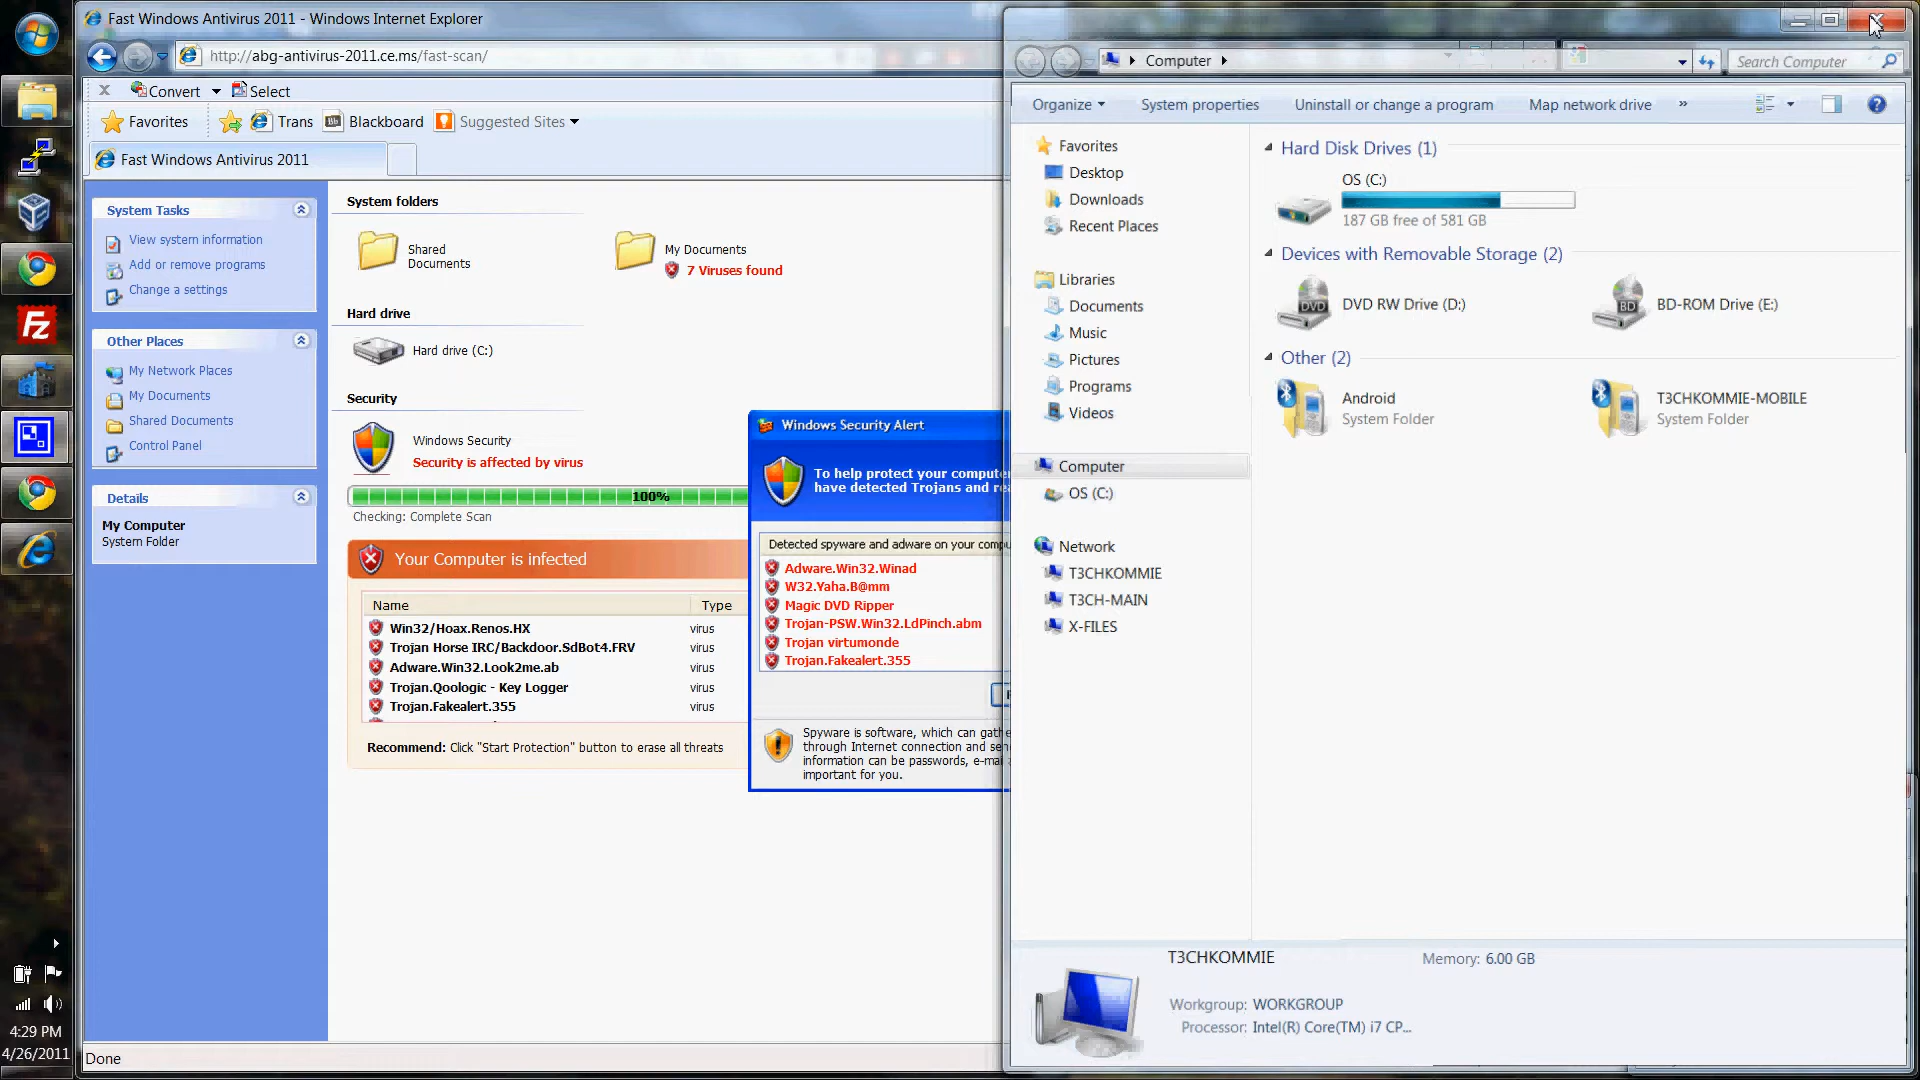 Fast Windows Antivirus 2011 - Windows Internet Explorer
http://abg-antivirus-2011.ce.ms/fast-scan/
x Convert Select
Favorites Trans Blackboard Suggested Sites
Fast Windows Antivirus 2011
System Tasks
View system information
Add or remove programs
Change a settings
Other Places
My Network Places
My Documents
Shared Documents
Control Panel
Details
My Computer
System Folder
System folders
Shared
Documents
My Documents
7 Viruses found
Hard drive
Hard drive (C:)
Security
Windows Security
Security is affected by virus
100%
Checking: Complete Scan
Your Computer is infected
Name Type
Win32/Hoax.Renos.HX virus
Trojan Horse IRC/Backdoor.SdBot4.FRV virus
Adware.Win32.Look2me.ab virus
Trojan.Qoologic - Key Logger virus
Trojan.Fakealert.355 virus
Recommend: Click "Start Protection" button to erase all threats
Windows Security Alert
To help protect your compute
have detected Trojans and re
Detected spyware and adware on your compu
Adware.Win32.Winad
W32.Yaha.B@mm
Magic DVD Ripper
Trojan-PSW.Win32.LdPinch.abm
Trojan virtumonde
Trojan.Fakealert.355
Spyware is software, which can gathe
through Internet connection and sen
information can be passwords, e-mai a
important for you.
Done
Computer
Search Computer
Organize System properties Uninstall or change a program Map network drive »
Favorites
Desktop
Downloads
Recent Places
Libraries
Documents
Music
Pictures
Programs
Videos
Computer
OS (C:)
Network
T3CHKOMMIE
T3CH-MAIN
X-FILES
Hard Disk Drives (1)
OS (C:)
187 GB free of 581 GB
Devices with Removable Storage (2)
DVD
DVD RW Drive (D:)
BD
BD-ROM Drive (E:)
Other (2)
Android
System Folder
T3CHKOMMIE-MOBILE
System Folder
T3CHKOMMIE Memory: 6.00 GB
Workgroup: WORKGROUP
Processor: Intel(R) Core(TM) i7 CP...
Fz
4:29 PM
4/26/2011